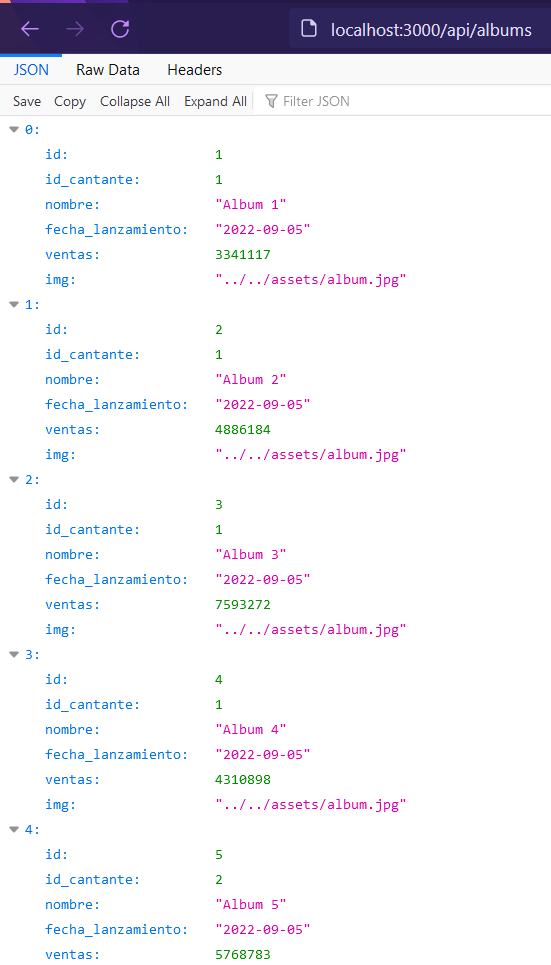 localhost:3000/api/albums
JSON Raw Data Headers
Save Copy Collapse All Expand All Filter JSON
0:
id: 1
id_cantante: 1
nombre: "Album 1"
fecha_lanzamiento: "2022-09-05"
ventas: 3341117
img: "../../assets/album.jpg"
1:
id: 2
id_cantante: 1
nombre: "Album 2"
fecha_lanzamiento: "2022-09-05"
ventas: 4886184
img: "../../assets/album.jpg"
2:
id: 3
id_cantante: 1
nombre: "Album 3"
fecha_lanzamiento: "2022-09-05"
ventas: 7593272
img: "../../assets/album.jpg"
3:
id: 4
id_cantante: 1
nombre: "Album 4"
fecha_lanzamiento: "2022-09-05"
ventas: 4310898
img: "../../assets/album.jpg"
4:
id: 5
id_cantante: 2
nombre: "Album 5"
fecha_lanzamiento: "2022-09-05"
ventas: 5768783